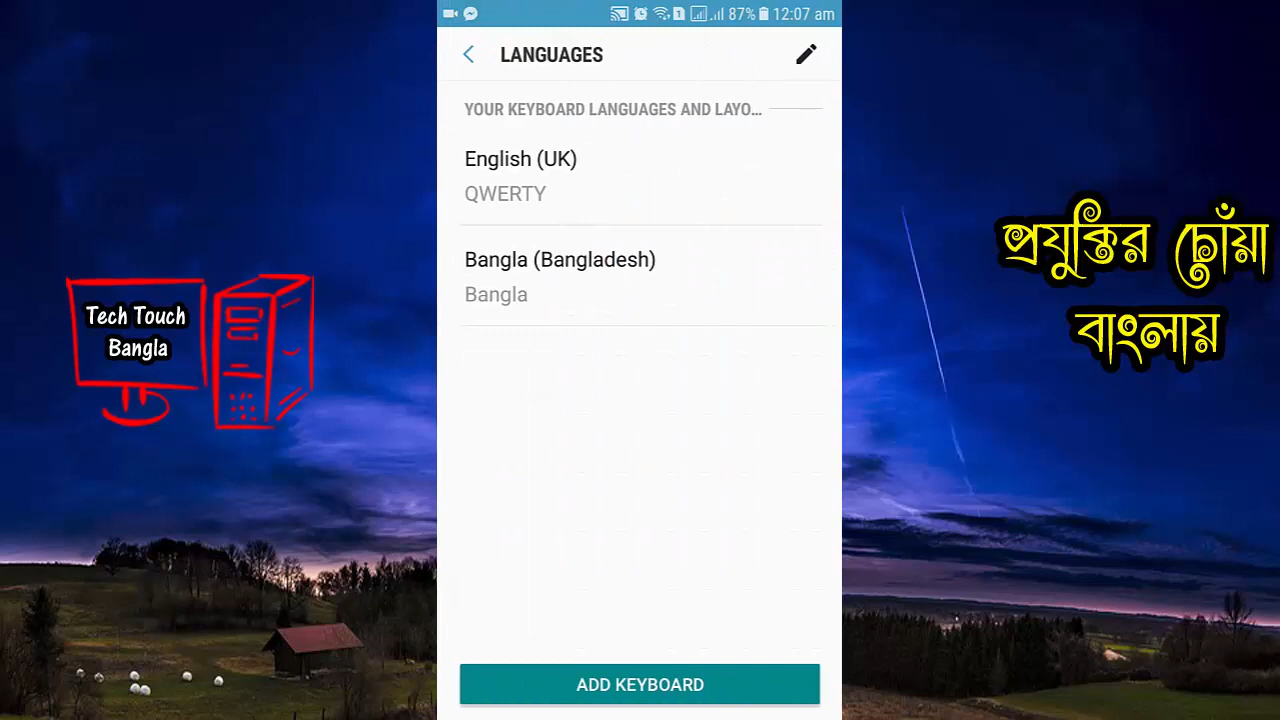 87% 12:07 am
LANGUAGES
YOUR KEYBOARD LANGUAGES AND LAYO...
English (UK)
QWERTY
Bangla (Bangladesh)
Bangla
ADD KEYBOARD
Tech Touch
Bangla
প্রযুক্তির ছোঁয়া
বাংলায়